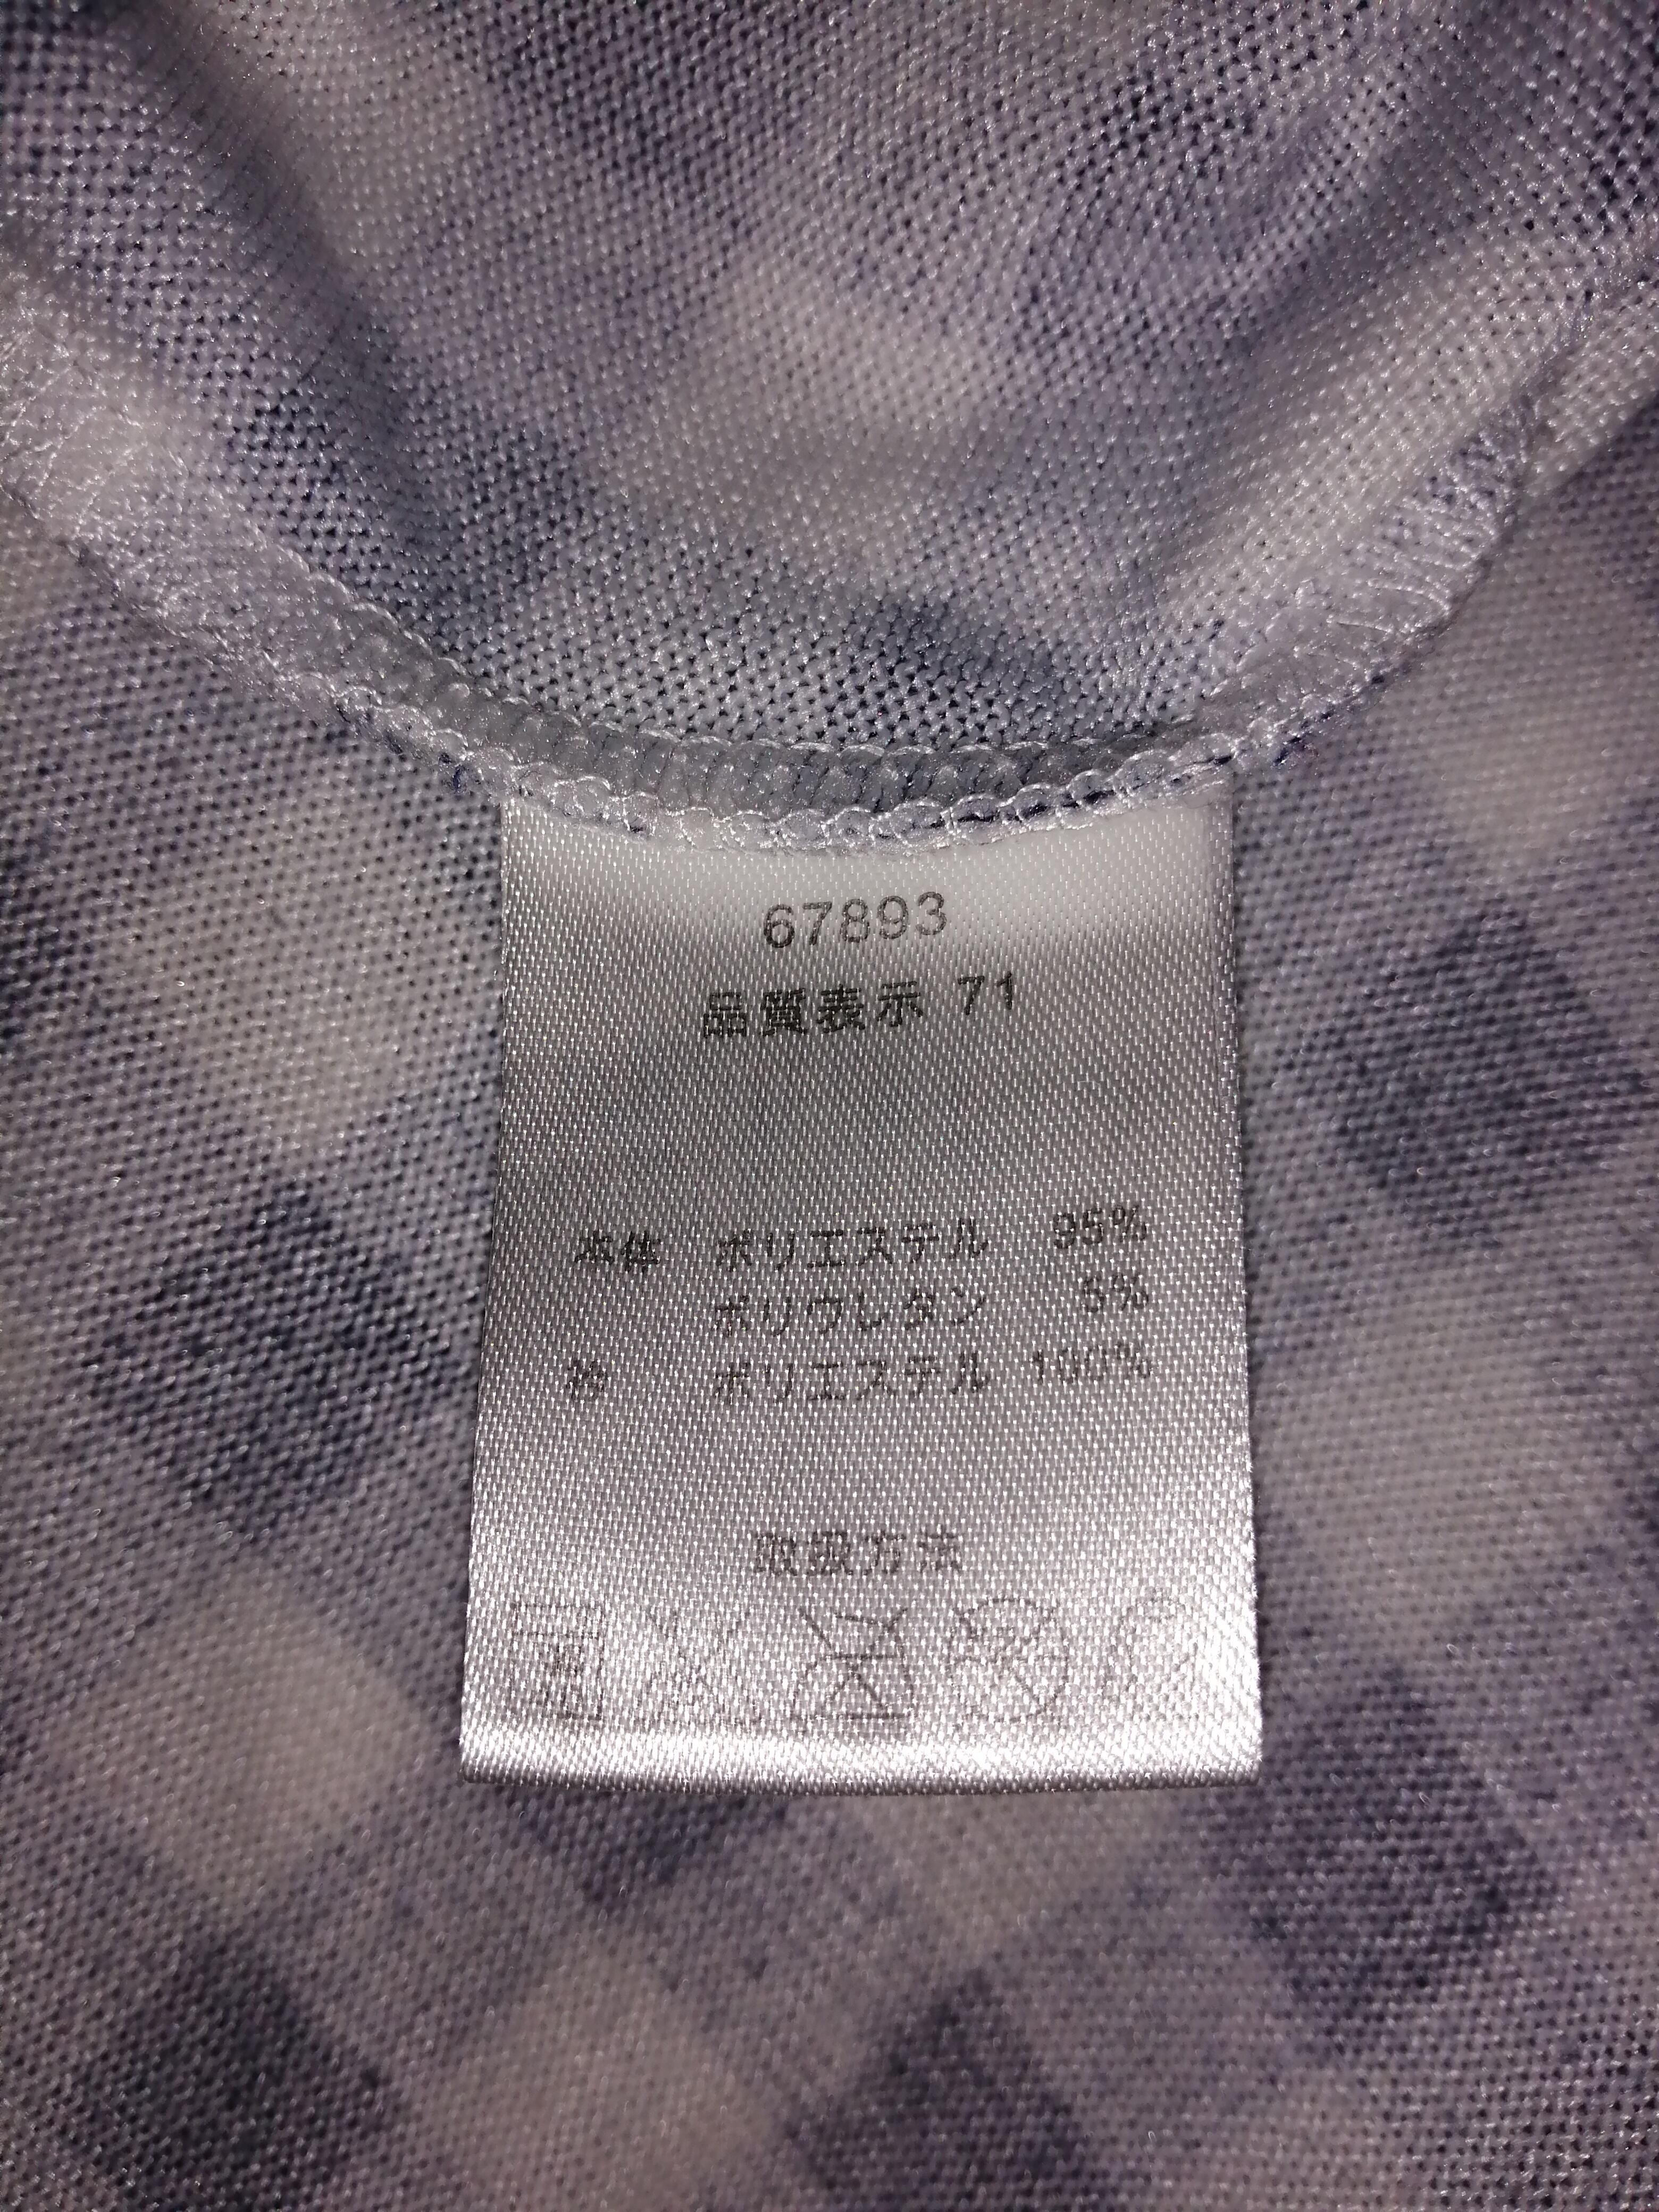 67893
品質表示 71
本体 ポリエステル 95%
ポリウレタン 5%
ポリエステル 100%
取扱方法